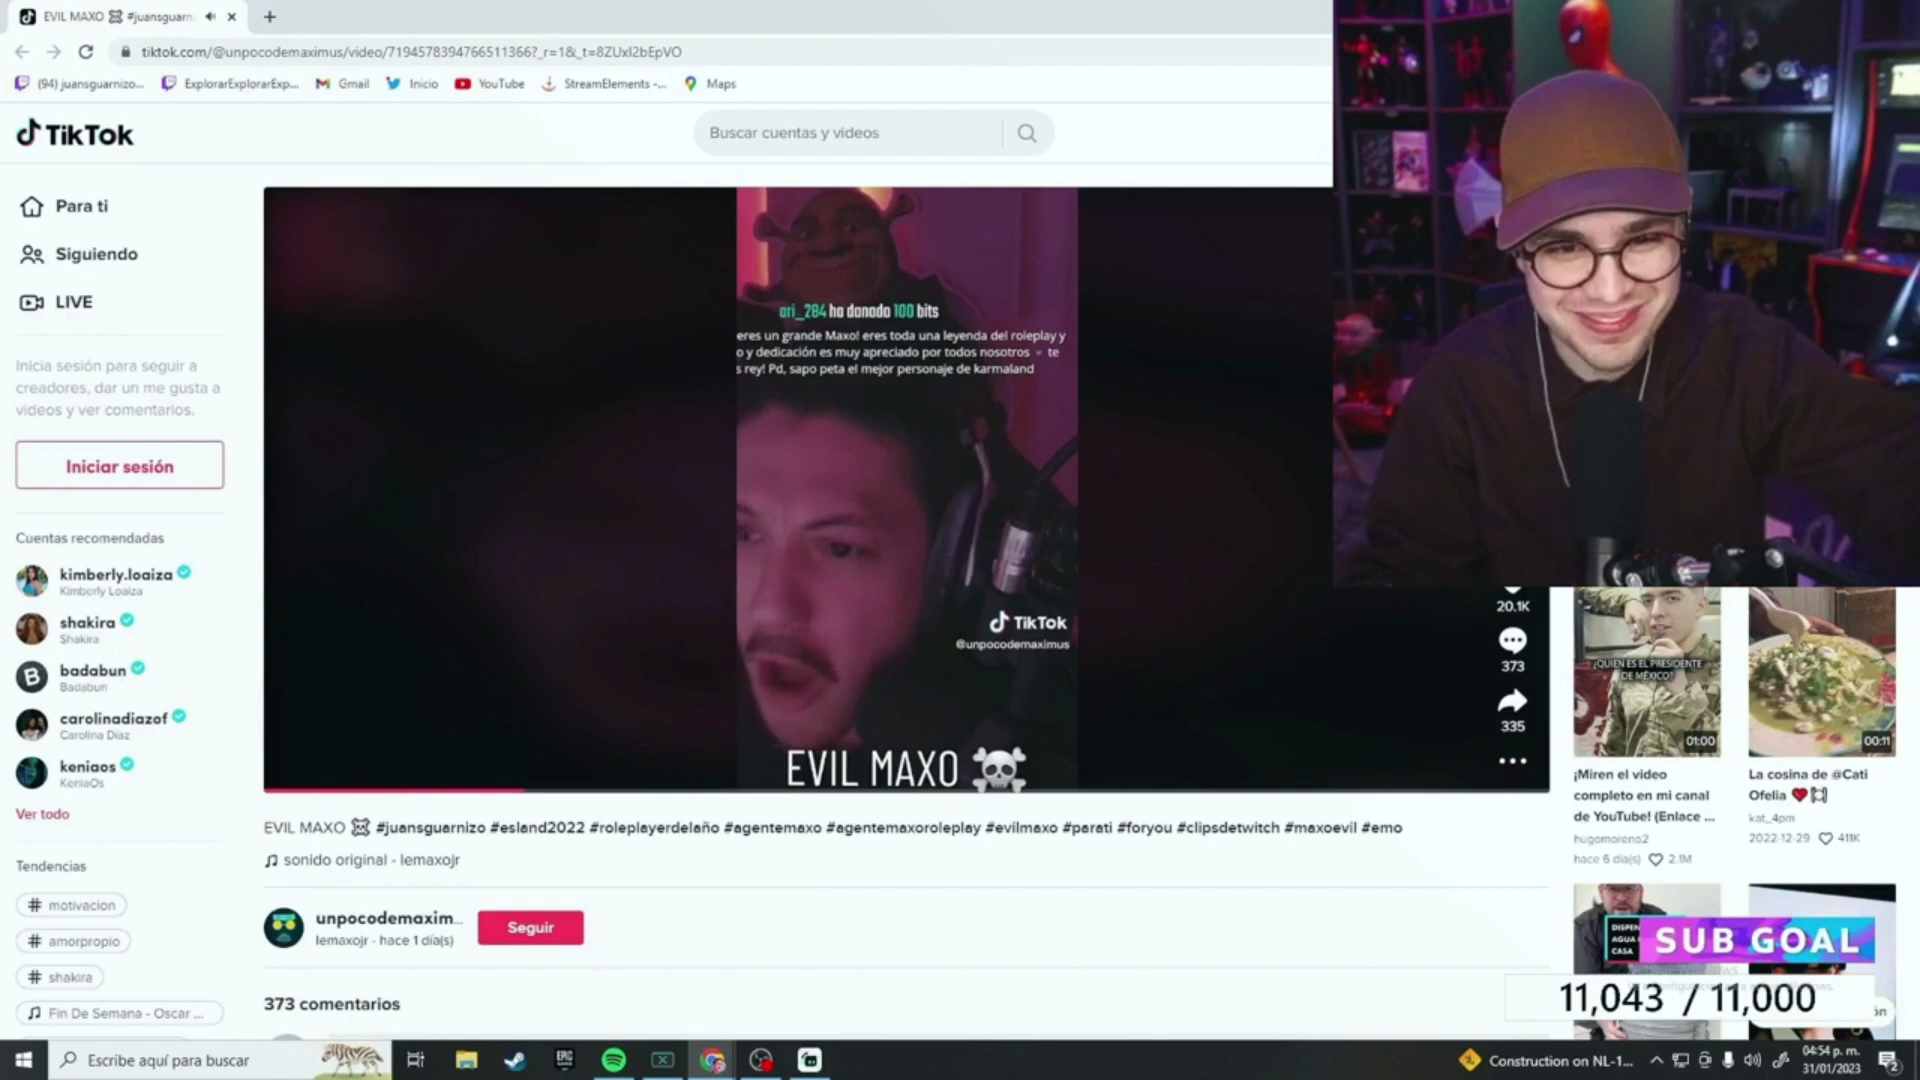 EVIL MAXO ☠ #juansguarn
tiktok.com/@unpocodemaximus/video/7194578394766511366?_r=1&_t=8ZUxI2bEpVO
(94) juansguarnizo...
ExplorarExplorarExp...
Gmail
Inicio
YouTube
StreamElements -...
Maps
TikTok
Buscar cuentas y videos
Para ti
Siguiendo
LIVE
Inicia sesión para seguir a
creadores, dar un me gusta a
videos y ver comentarios.
Iniciar sesión
Cuentas recomendadas
kimberly.loaiza
Kimberly Loaiza
shakira
Shakira
badabun
Badabun
carolinadiazof
Carolina Díaz
keniaos
KeniaOs
Ver todo
Tendencias
# motivacion
# amorpropio
# shakira
Fin De Semana - Oscar ...
ori_284 ha donado 100 bits
eres un grande Maxo! eres toda una leyenda del roleplay y
o y dedicación es muy apreciado por todos nosotros te
s rey! Pd, sapo peta el mejor personaje de karmaland
TikTok
@unpocodemaximus
EVIL MAXO ☠
20.1K
373
335
EVIL MAXO ☠ #juansguarnizo #esland2022 #roleplayerdelaño #agentemaxo #agentemaxoroleplay #evilmaxo #parati #foryou #clipsdetwitch #maxoevil #emo
sonido original - lemaxojr
unpocodemaxim...
lemaxojr · hace 1 día(s)
Seguir
373 comentarios
¿QUIEN ES EL PRESIDENTE
DE MÉXICO?
01:00
¡Miren el video
completo en mi canal
de YouTube! (Enlace ...
hugomoreno2
hace 6 día(s) 2.1M
00:11
La cosina de @Cati
Ofelia
kat_4pm
2022-12-29 411K
DISPEN
AGUA
CASA
SUB GOAL
11,043 / 11,000
Escribe aquí para buscar
EPIC
GAMES
Construction on NL-1...
04:54 p. m.
31/01/2023
2